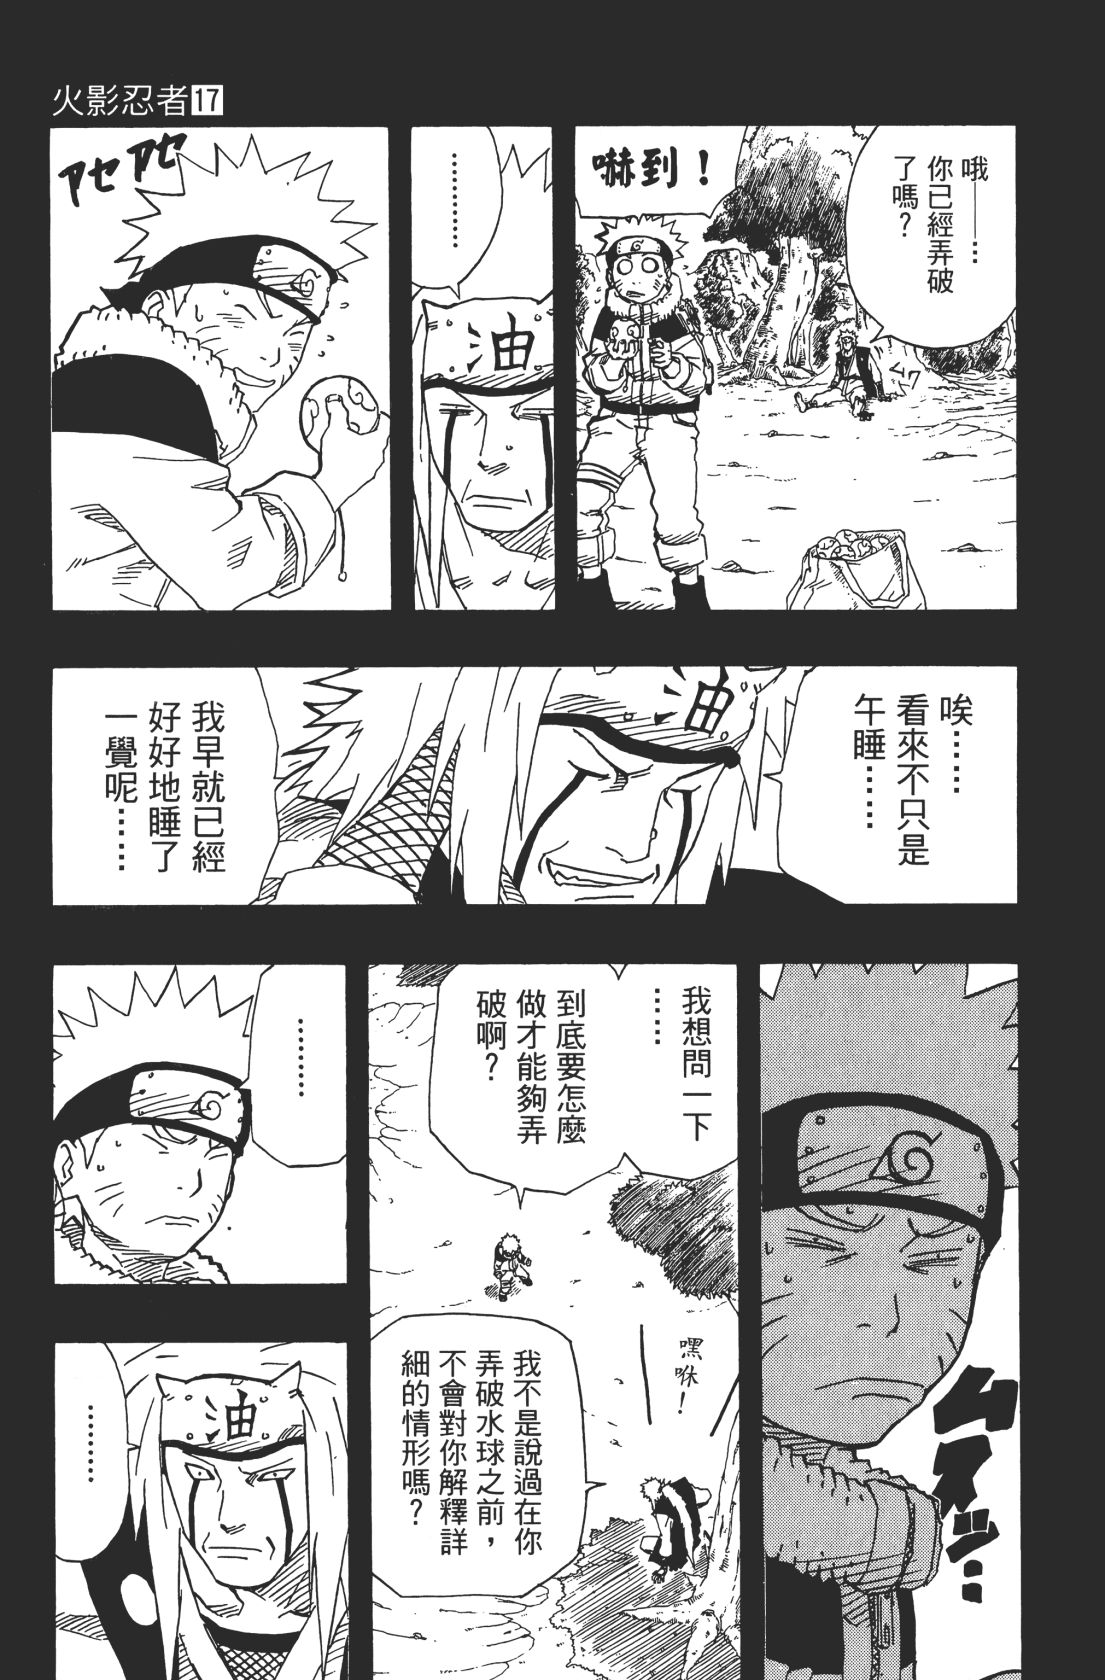 火影忍者17
哦——…
你已經弄破
了嗎？
嚇到！
………
アセアセ
唉……
看來不只是
午睡……
我早就已經
好好地睡了
一覺呢……
ムスー…
我想問一下
……
到底要怎麼
做才能夠弄
破啊？
嘿咻！
我不是說過在你
弄破水球之前，
不會對你解釋詳
細的情形嗎？
………
………
油
油
油